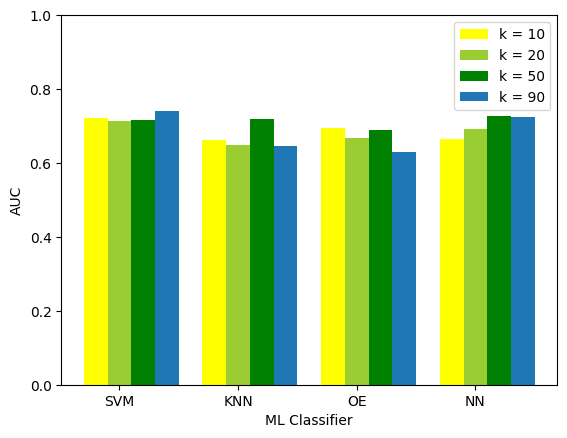 1.0
0.8
0.6
0.4
0.2
0.0
AUC
SVM
KNN
OE
NN
ML Classifier
k = 10
k = 20
k = 50
k = 90